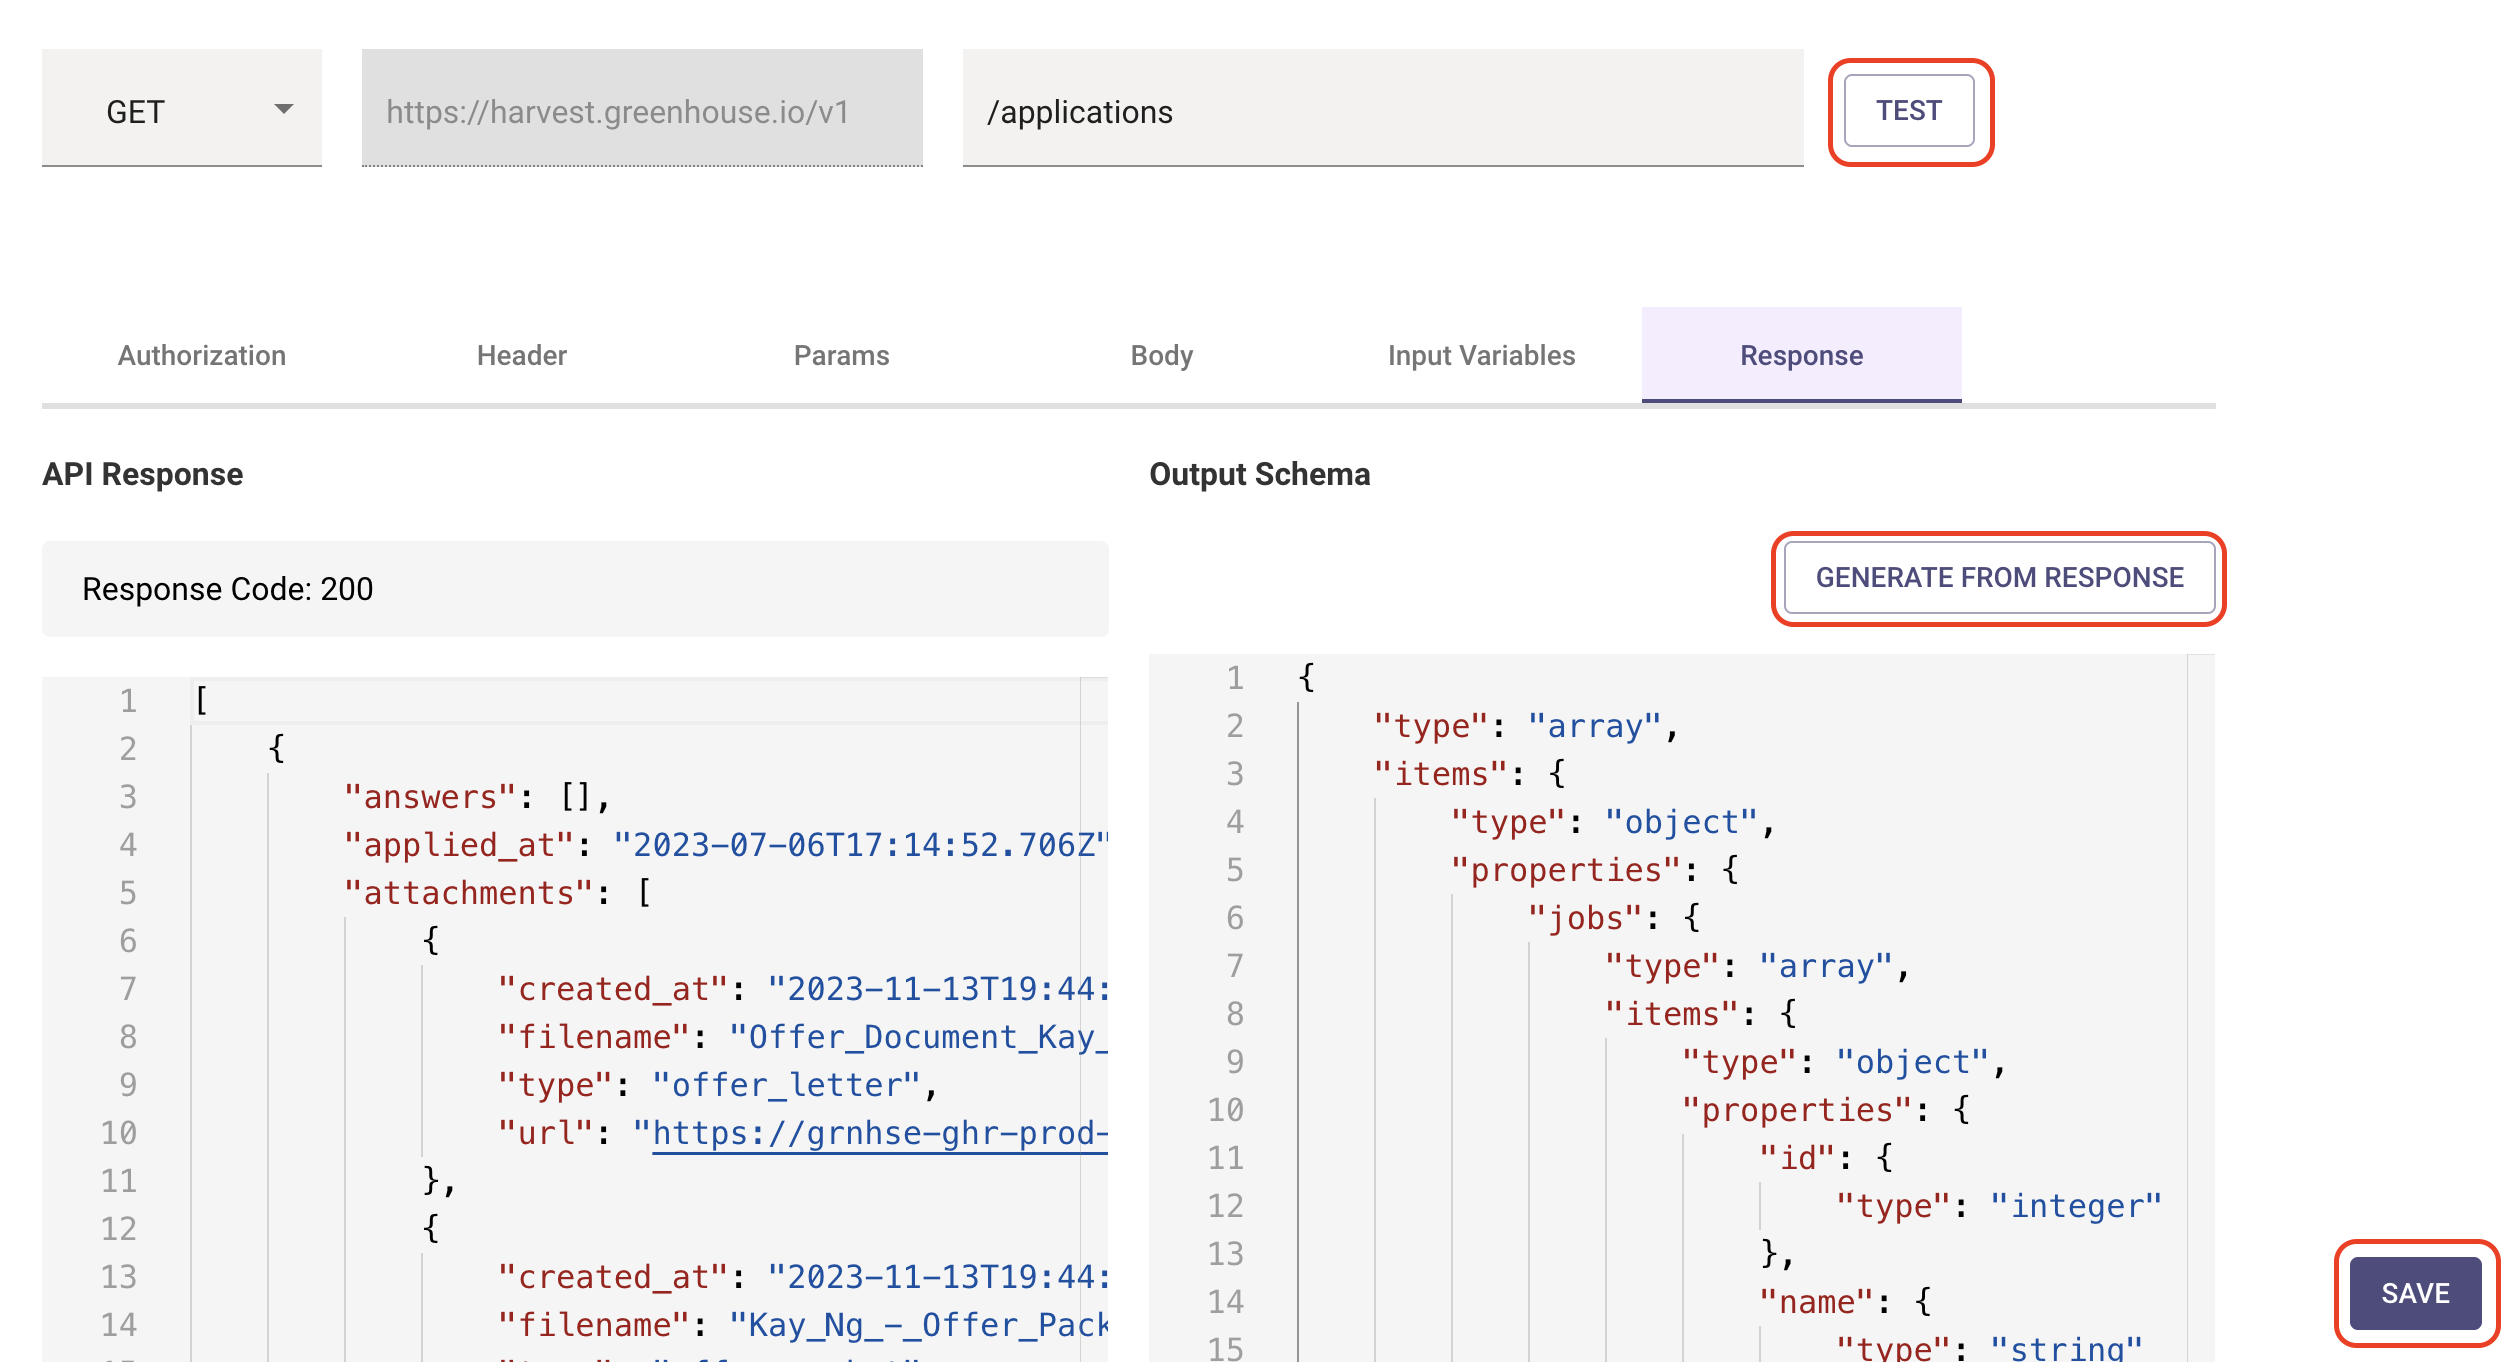 GET
https://harvest.greenhouse.io/v1
/applications
TEST
Authorization
Header
Params
Body
Input Variables
Response
API Response
Response Code: 200
1 [
2 {
3 "answers": [],
4 "applied_at": "2023-07-06T17:14:52.706Z"
5 "attachments": [
6 {
7 "created_at": "2023-11-13T19:44:
8 "filename": "Offer_Document_Kay_
9 "type": "offer_letter",
10 "url": "https://grnhse-ghr-prod-
11 },
12 {
13 "created_at": "2023-11-13T19:44:
14 "filename": "Kay_Ng_-_Offer_Pack
Output Schema
GENERATE FROM RESPONSE
1 {
2 "type": "array",
3 "items": {
4 "type": "object",
5 "properties": {
6 "jobs": {
7 "type": "array",
8 "items": {
9 "type": "object",
10 "properties": {
11 "id": {
12 "type": "integer"
13 },
14 "name": {
15 "type": "string"
SAVE